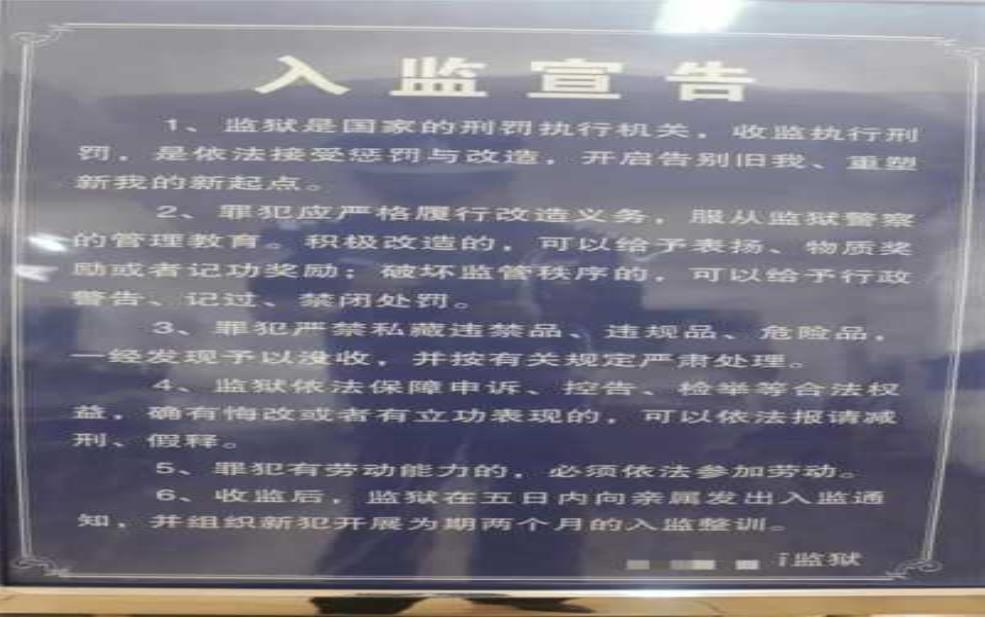 入监宣告
1、监狱是国家的刑罚执行机关，收监执行刑
罚，是依法接受惩罚与改造，开启告别旧我、重塑
新我的新起点。
2、罪犯应严格履行改造义务，服从监狱警察
的管理教育。积极改造的，可以给予表扬、物质奖
励或者记功奖励；破坏监管秩序的，可以给予行政
警告、记过、禁闭处罚。
3、罪犯严禁私藏违禁品、违规品、危险品，
一经发现予以没收，并按有关规定严肃处理。
4、监狱依法保障申诉、控告、检举等合法权
益，确有悔改或者有立功表现的，可以依法报请减
刑、假释。
5、罪犯有劳动能力的，必须依法参加劳动。
6、收监后，监狱在五日内向亲属发出入监通
知，并组织新犯开展为期两个月的入监整训。
监狱